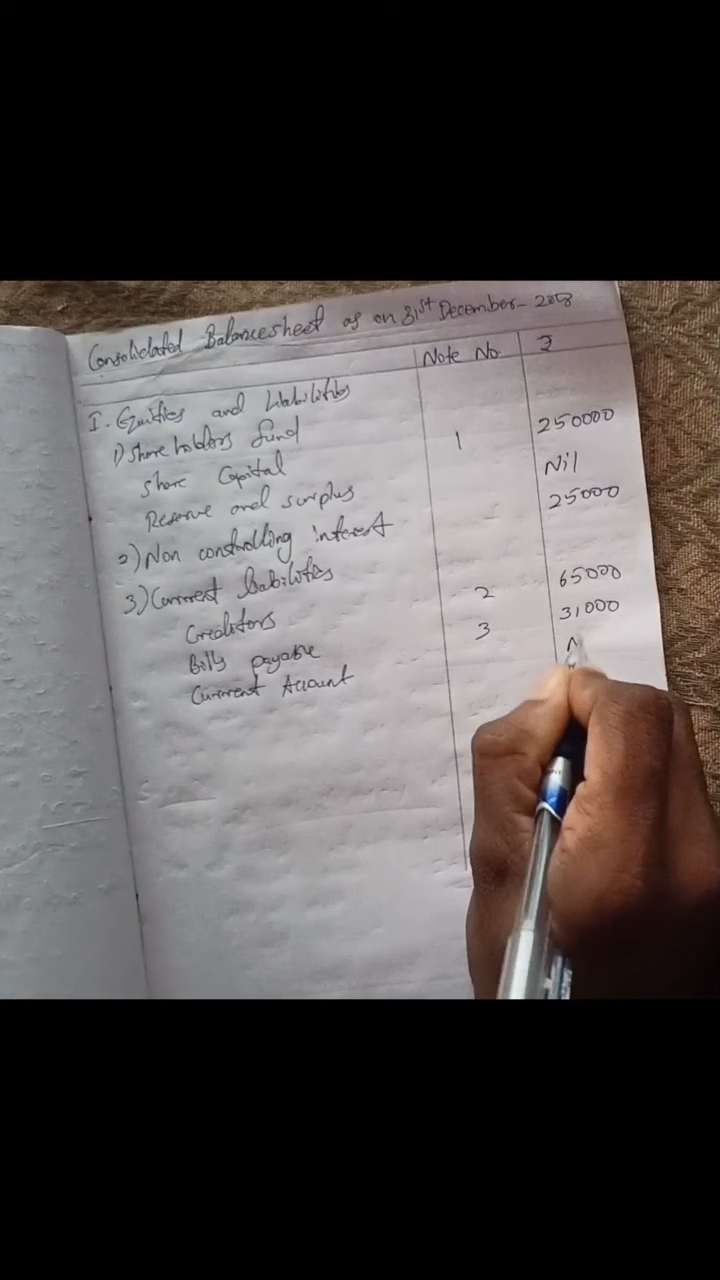 Consolidated Balancesheet as on 31st December-2018
Note No. ₹
I. Equities and Liabilities
1) Share holders fund
Share Capital 1 250000
Reserve and surplus Nil
2) Non controlling interest 25000
3) Current liabilities
Creditors 2 65000
Bills payable 3 31000
Current Account N